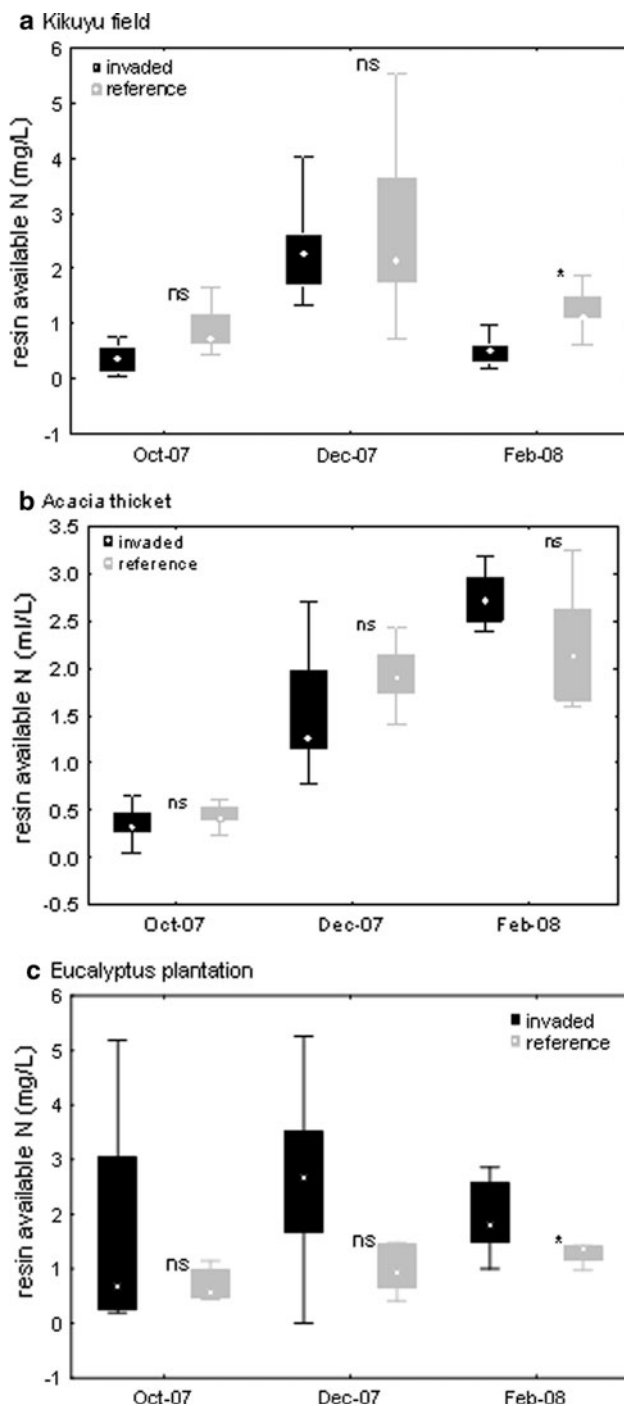 a Kikuyu field
6
invaded
reference
ns
5
4
3
2
ns
*
1
0
-1
resin available N (mg/L)
Oct-07 Dec-07 Feb-08
b Acacia thicket
3.5
invaded
reference
ns
3.0
2.5
ns
2.0
1.5
1.0
ns
0.5
0.0
-0.5
resin available N (ml/L)
Oct-07 Dec-07 Feb-08
c Eucalyptus plantation
6
invaded
reference
5
4
3
2
ns
ns
*
1
0
-1
resin available N (mg/L)
Oct-07 Dec-07 Feb-08